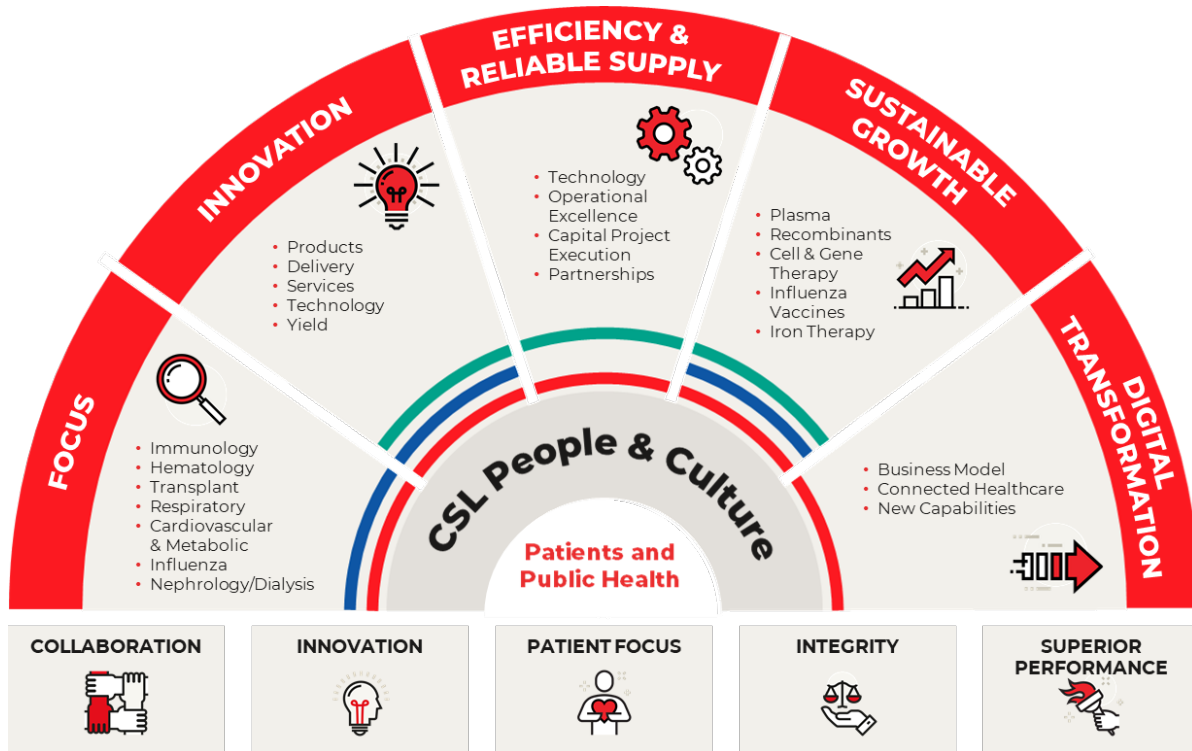 FOCUS
• Immunology
• Hematology
• Transplant
• Respiratory
• Cardiovascular
& Metabolic
• Influenza
• Nephrology/Dialysis
INNOVATION
• Products
• Delivery
• Services
• Technology
• Yield
EFFICIENCY &
RELIABLE SUPPLY
• Technology
• Operational
Excellence
• Capital Project
Execution
• Partnerships
SUSTAINABLE
GROWTH
• Plasma
• Recombinants
• Cell & Gene
Therapy
• Influenza
Vaccines
• Iron Therapy
DIGITAL
TRANSFORMATION
• Business Model
• Connected Healthcare
• New Capabilities
CSL People & Culture
Patients and
Public Health
COLLABORATION
INNOVATION
PATIENT FOCUS
INTEGRITY
SUPERIOR
PERFORMANCE